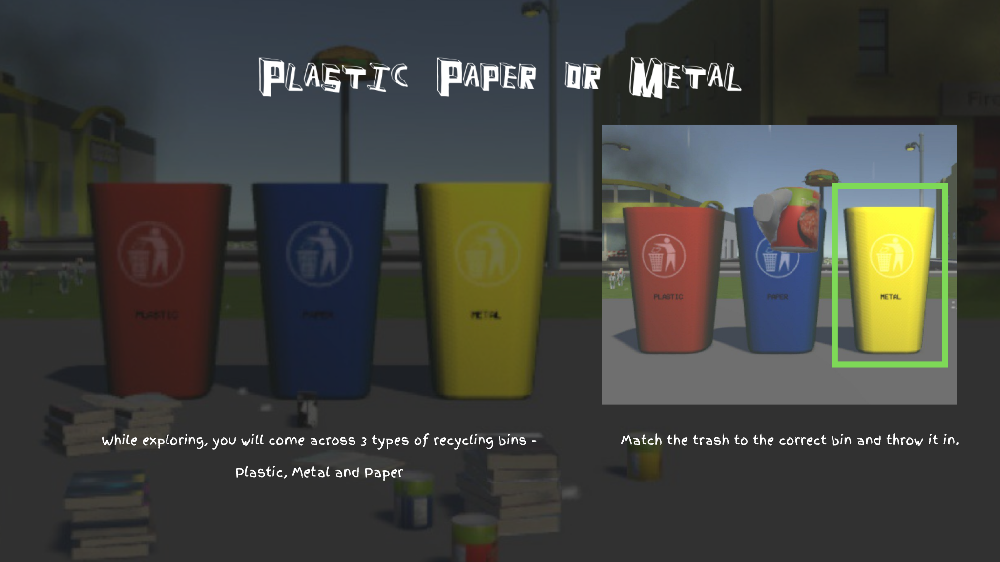 Plastic Paper or Metal
PLASTIC
PAPER
METAL
PLASTIC
PAPER
METAL
While exploring, you will come across 3 types of recycling bins -
Plastic, Metal and Paper
Match the trash to the correct bin and throw it in.